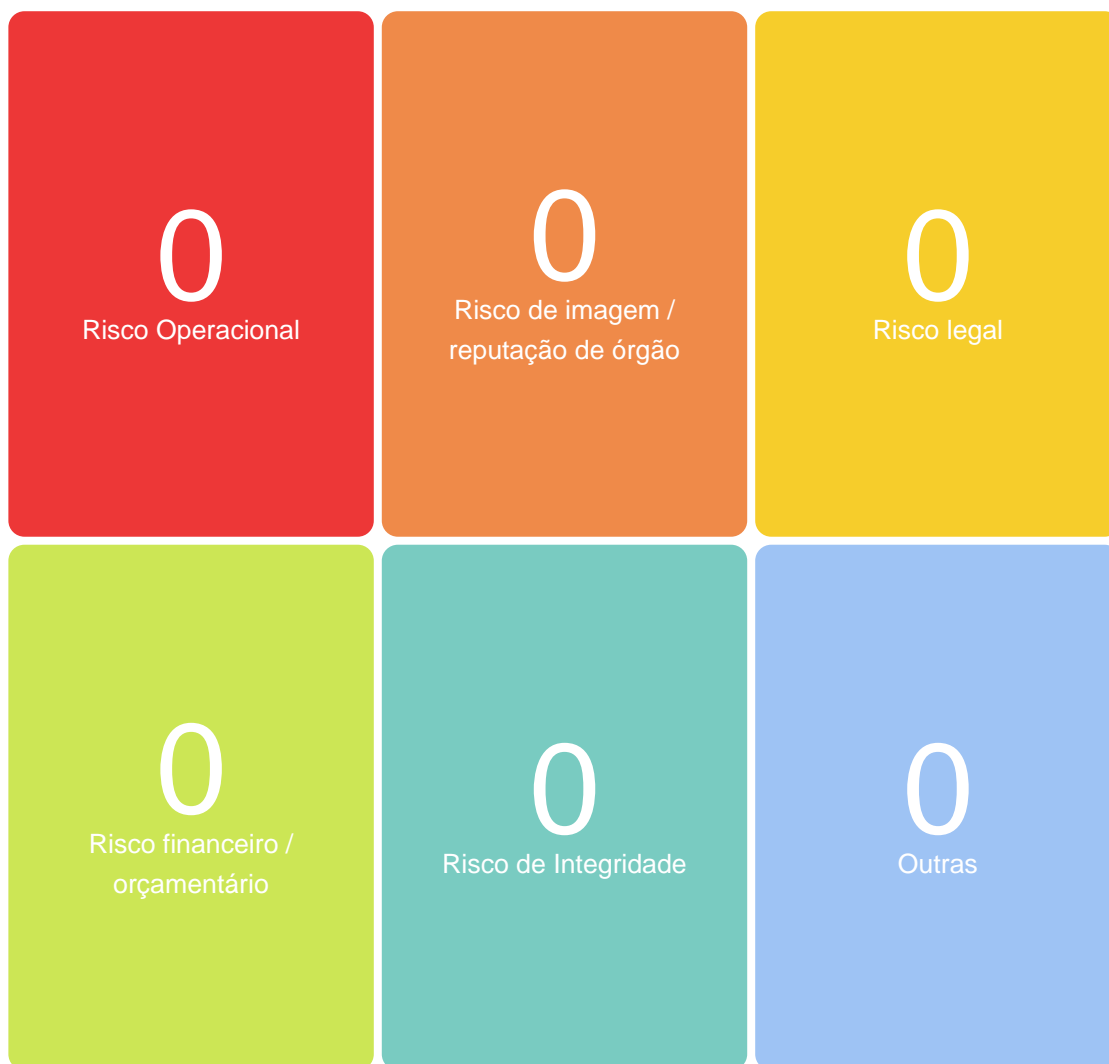 0
Risco Operacional
0
Risco de imagem /
reputação de órgão
0
Risco legal
0
Risco financeiro /
orçamentário
0
Risco de Integridade
0
Outras